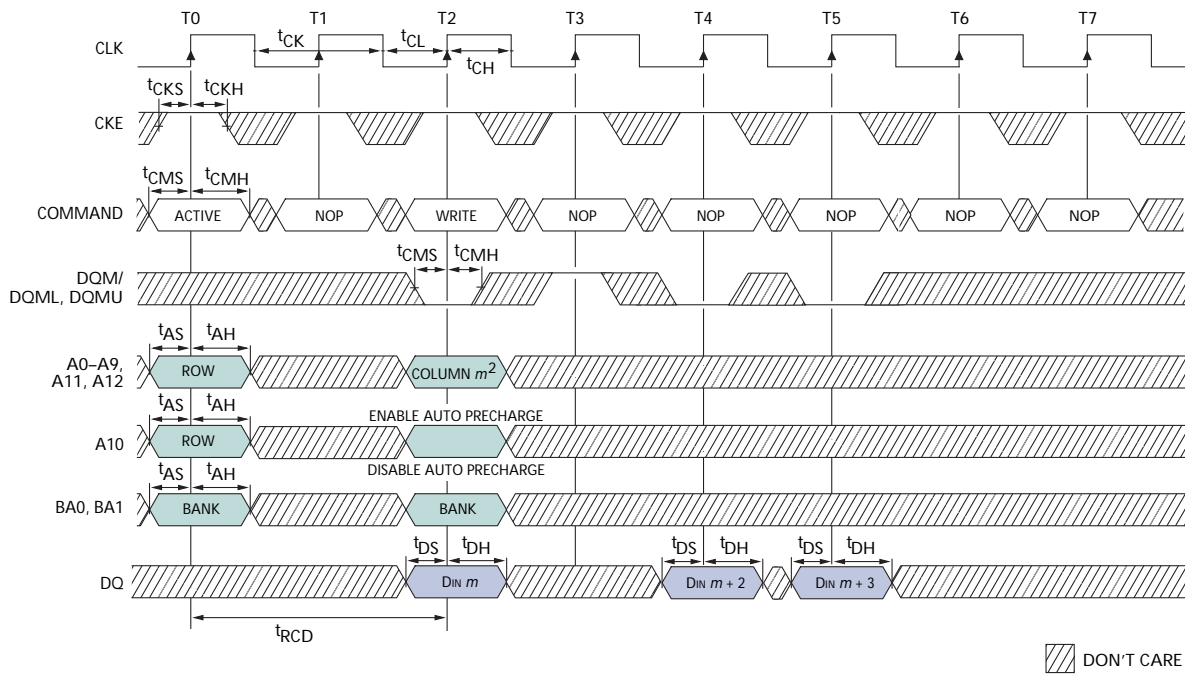 T0 T1 T2 T3 T4 T5 T6 T7
CLK
tCK tCL tCH
tCKS tCKH
CKE
tCMS tCMH
COMMAND ACTIVE NOP WRITE NOP NOP NOP NOP NOP
tCMS tCMH
DQM/
DQML, DQMU
tAS tAH
A0–A9,
A11, A12
ROW COLUMN m²
tAS tAH
ENABLE AUTO PRECHARGE
A10 ROW
DISABLE AUTO PRECHARGE
tAS tAH
BA0, BA1 BANK BANK
tDS tDH tDS tDH tDS tDH
DQ DIN m DIN m + 2 DIN m + 3
tRCD
DON'T CARE